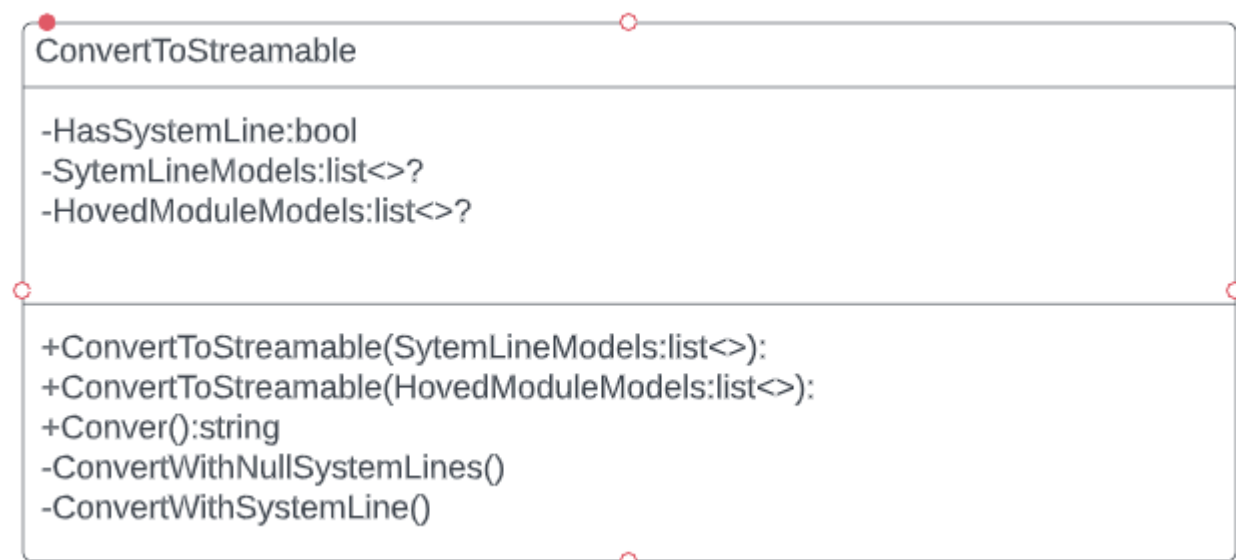 ConvertToStreamable
-HasSystemLine:bool
-SytemLineModels:list<>?
-HovedModuleModels:list<>?
+ConvertToStreamable(SytemLineModels:list<>):
+ConvertToStreamable(HovedModuleModels:list<>):
+Conver():string
-ConvertWithNullSystemLines()
-ConvertWithSystemLine()